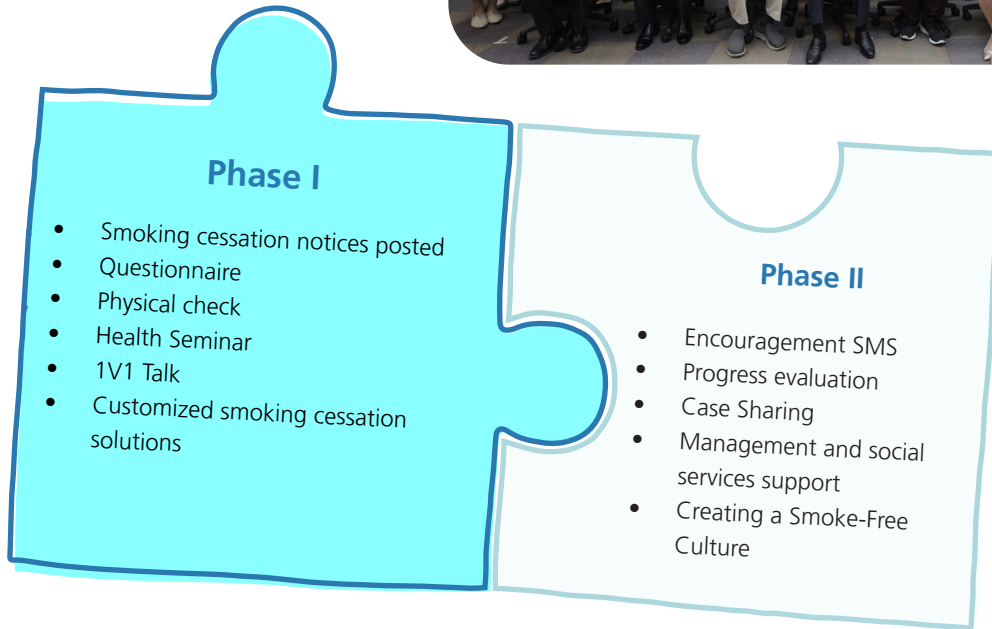 Phase I
• Smoking cessation notices posted
• Questionnaire
• Physical check
• Health Seminar
• 1V1 Talk
• Customized smoking cessation
solutions
Phase II
• Encouragement SMS
• Progress evaluation
• Case Sharing
• Management and social
services support
• Creating a Smoke-Free
Culture